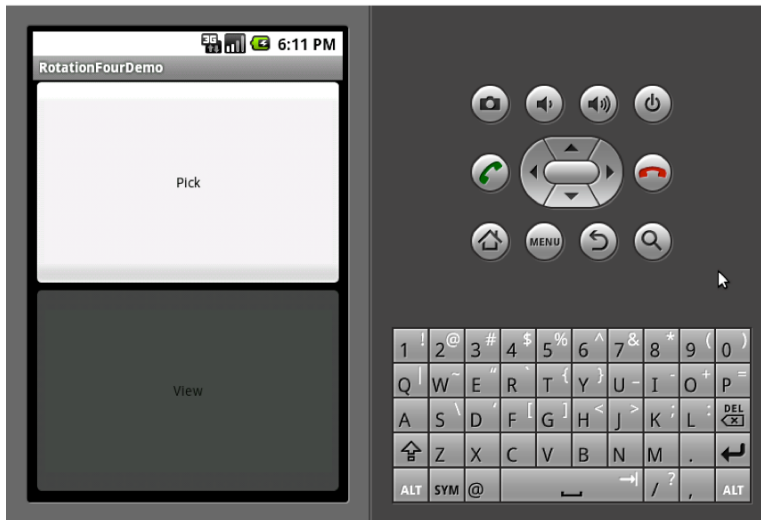 3G 6:11 PM
RotationFourDemo
Pick
View
MENU
1 ! 2 @ 3 # 4 $ 5 % 6 ^ 7 & 8 * 9 ( 0 )
Q | W ~ E " R ` T { Y } U _ I - O + P =
A S \ D ' F [ G ] H < J > K ; L : DEL
Z X C V B N M .
ALT SYM @ / ? , ALT